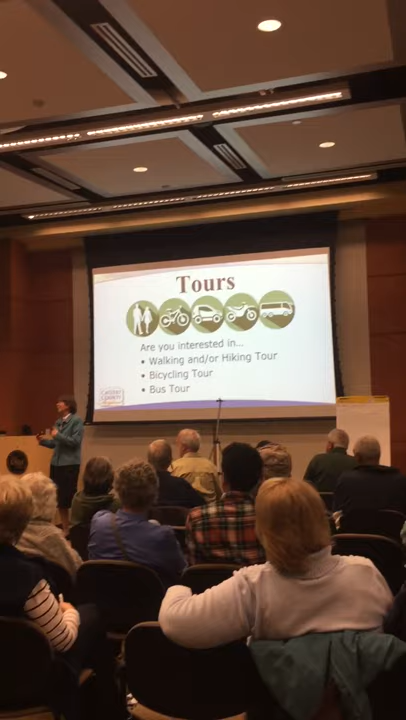 Tours
Are you interested in...
• Walking and/or Hiking Tour
• Bicycling Tour
• Bus Tour